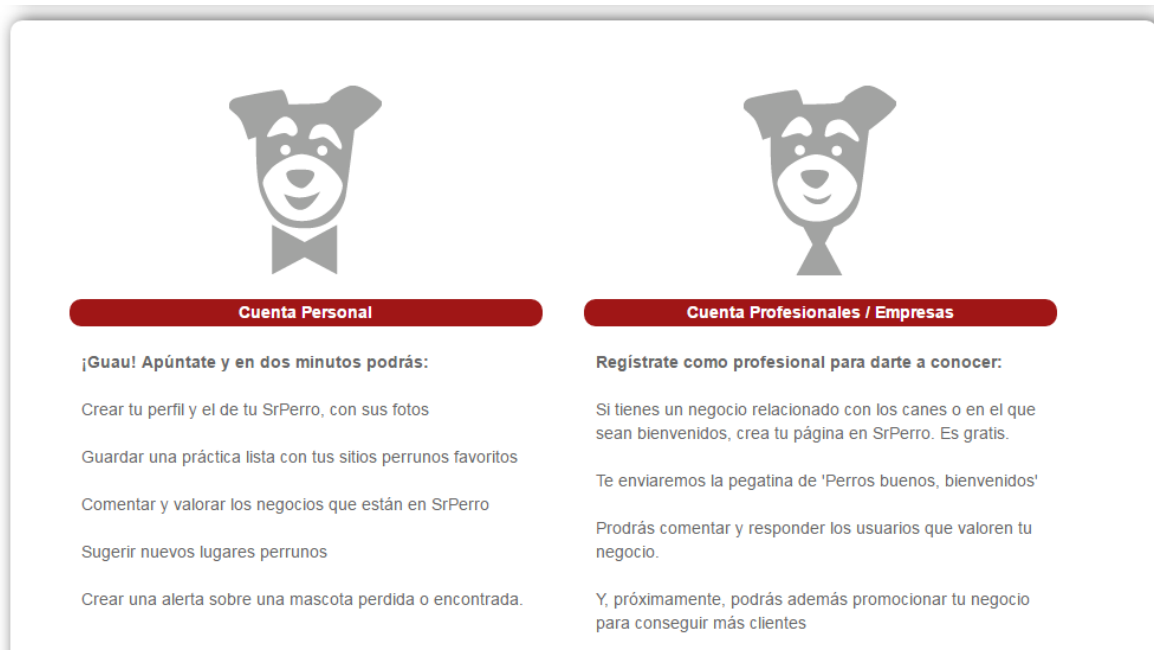 Cuenta Personal
¡Guau! Apúntate y en dos minutos podrás:
Crear tu perfil y el de tu SrPerro, con sus fotos
Guardar una práctica lista con tus sitios perrunos favoritos
Comentar y valorar los negocios que están en SrPerro
Sugerir nuevos lugares perrunos
Crear una alerta sobre una mascota perdida o encontrada.
Cuenta Profesionales / Empresas
Regístrate como profesional para darte a conocer:
Si tienes un negocio relacionado con los canes o en el que
sean bienvenidos, crea tu página en SrPerro. Es gratis.
Te enviaremos la pegatina de 'Perros buenos, bienvenidos'
Prodrás comentar y responder los usuarios que valoren tu
negocio.
Y, próximamente, podrás además promocionar tu negocio
para conseguir más clientes